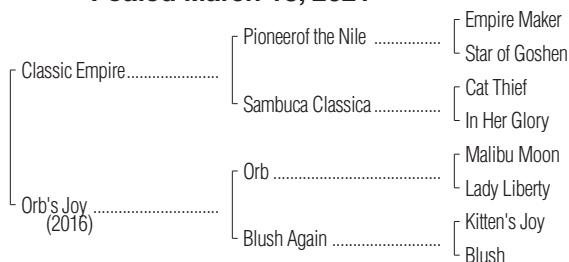 Foaled March 2021
Empire Maker
Pioneerof the Nile ................
Star of Goshen
Classic Empire......................
Cat Thief
Sambuca Classica................
In Her Glory
Malibu Moon
Orb ........................................
Lady Liberty
Orb's Joy ..............................
(2016)
Kitten's Joy
Blush Again ..........................
Blush